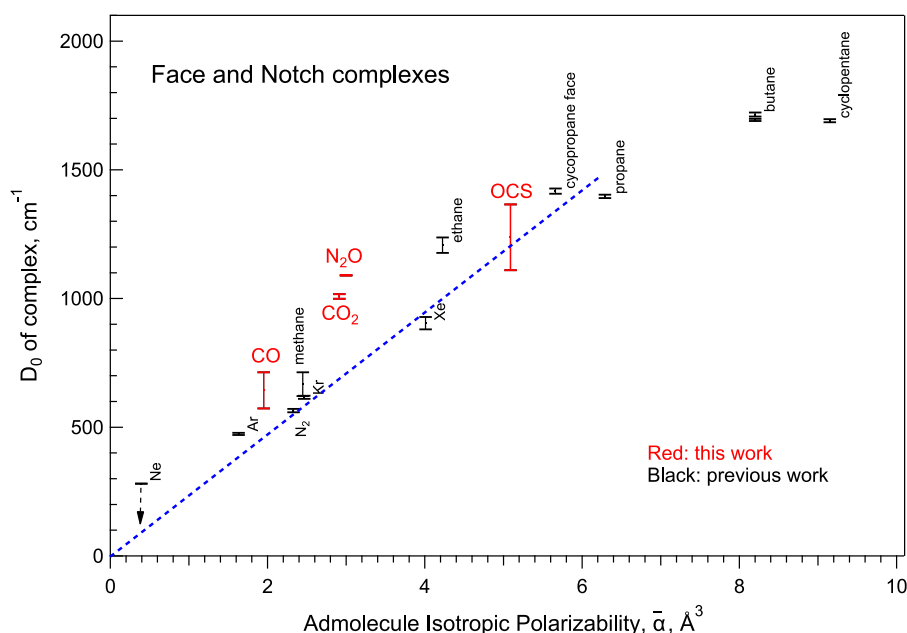 Face and Notch complexes
D₀ of complex, cm⁻¹
2000
1500
1000
500
0
butane
cyclopentane
cycopropane face
propane
OCS
ethane
N₂O
CO₂
Xe
methane
CO
Kr
Ar
N₂
Ne
Red: this work
Black: previous work
0
2
4
6
8
10
Admolecule Isotropic Polarizability, ᾱ, Å³